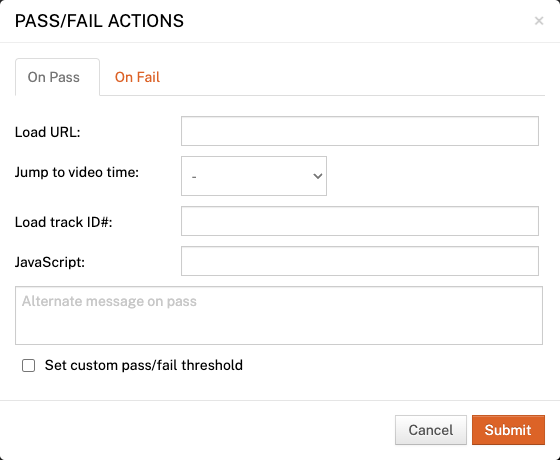 PASS/FAIL ACTIONS ×
On Pass On Fail
Load URL:
Jump to video time: -
Load track ID#:
JavaScript:
Alternate message on pass
Set custom pass/fail threshold
Cancel Submit